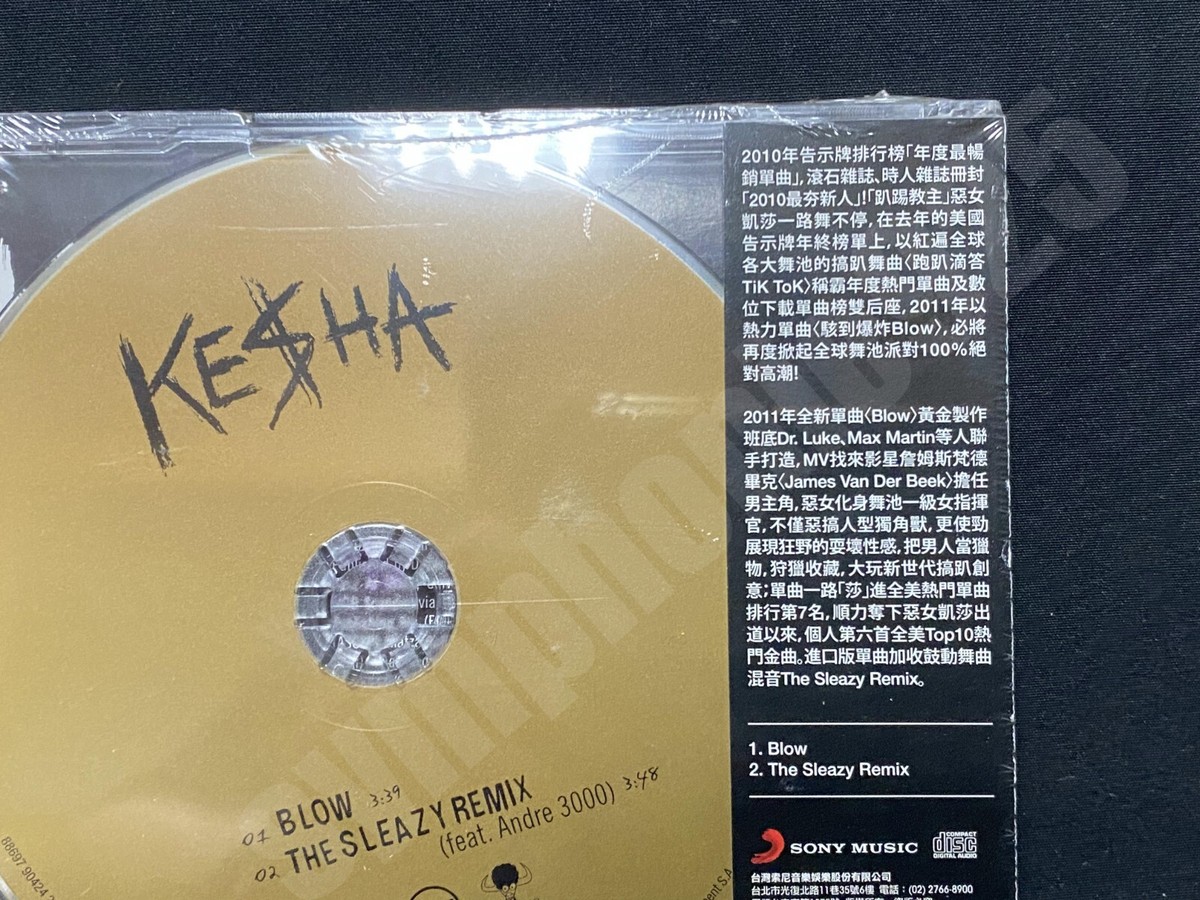 KE$HA
01 BLOW 3:39
02 THE SLEAZY REMIX
(feat. Andre 3000) 3:48
88697 90424
2010年告示牌排行榜「年度最暢
銷單曲」,滾石雜誌、時人雜誌冊封
「2010最夯新人」!「趴踢教主」惡女
凱莎一路舞不停,在去年的美國
告示牌年終榜單上,以紅遍全球
各大舞池的搞趴舞曲〈跑趴滴答
TiK ToK〉稱霸年度熱門單曲及數
位下載單曲榜雙后座,2011年以
熱力單曲〈駭到爆炸Blow〉,必將
再度掀起全球舞池派對100%絕
對高潮!
2011年全新單曲〈Blow〉黃金製作
班底Dr. Luke、Max Martin等人聯
手打造,MV找來影星詹姆斯梵德
畢克〈James Van Der Beek〉擔任
男主角,惡女化身舞池一級女指揮
官,不僅惡搞人型獨角獸,更使勁
展現狂野的耍壞性感,把男人當獵
物,狩獵收藏,大玩新世代搞趴創
意;單曲一路「莎」進全美熱門單曲
排行第7名,順力奪下惡女凱莎出
道以來,個人第六首全美Top10熱
門金曲。進口版單曲加收鼓動舞曲
混音The Sleazy Remix。
1. Blow
2. The Sleazy Remix
SONY MUSIC
COMPACT
disc
DIGITAL AUDIO
台灣索尼音樂娛樂股份有限公司
台北市光復北路11巷35號6樓 電話:(02) 2766-8900